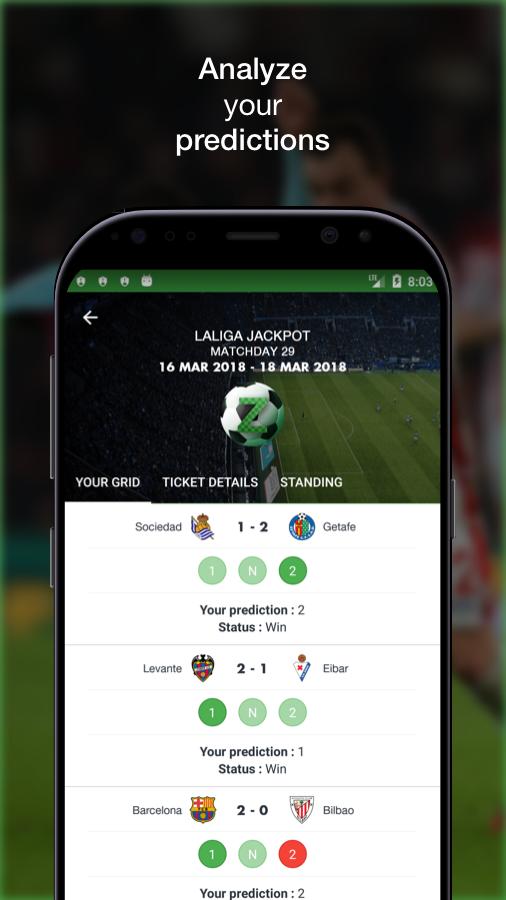 Analyze
your
predictions
LTE 8:03
LALIGA JACKPOT
MATCHDAY 29
16 MAR 2018 - 18 MAR 2018
Z
YOUR GRID TICKET DETAILS STANDING
Sociedad 1 - 2 Getafe
1 N 2
Your prediction : 2
Status : Win
Levante 2 - 1 Eibar
1 N 2
Your prediction : 1
Status : Win
Barcelona 2 - 0 Bilbao
1 N 2
Your prediction : 2